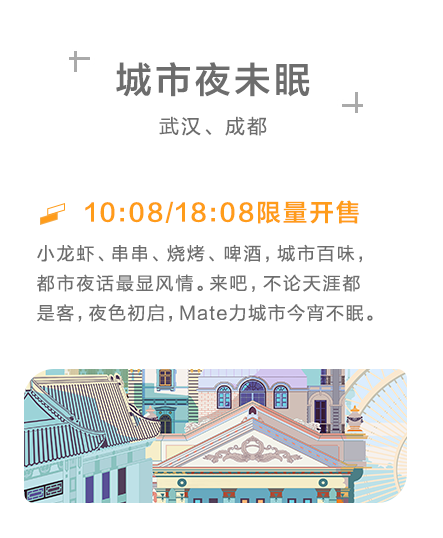 城市夜未眠
武汉、成都
10:08/18:08限量开售
小龙虾、串串、烧烤、啤酒，城市百味，
都市夜话最显风情。来吧，不论天涯都
是客，夜色初启，Mate力城市今宵不眠。